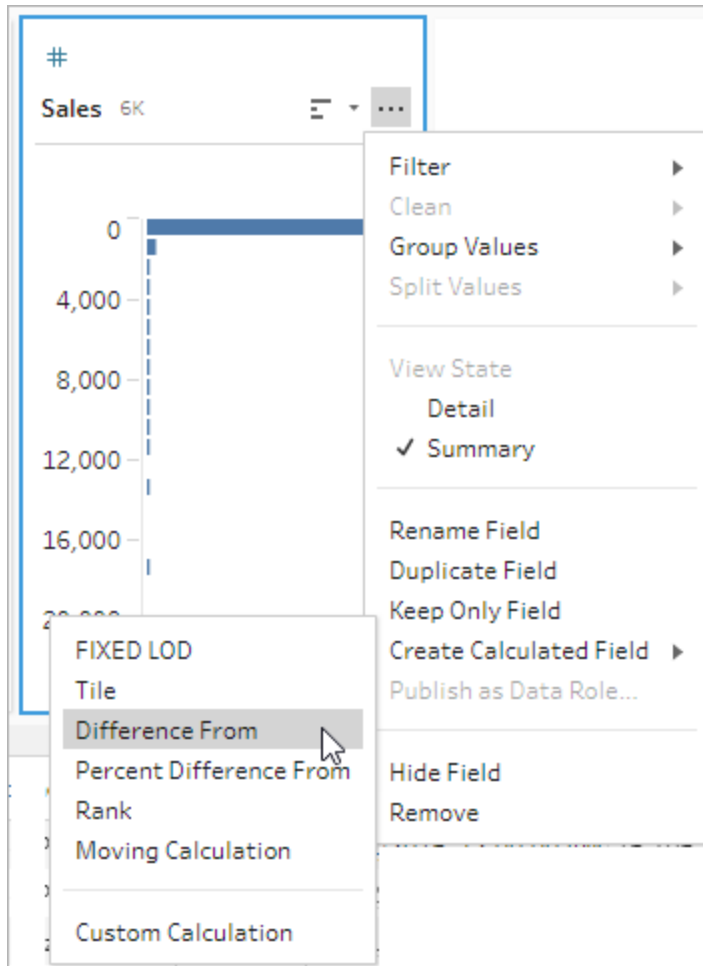 #
Sales 6K
...
Filter
Clean
Group Values
Split Values
View State
Detail
✓ Summary
Rename Field
Duplicate Field
Keep Only Field
Create Calculated Field
Publish as Data Role...
Hide Field
Remove
0
4,000
8,000
12,000
16,000
FIXED LOD
Tile
Difference From
Percent Difference From
Rank
Moving Calculation
Custom Calculation